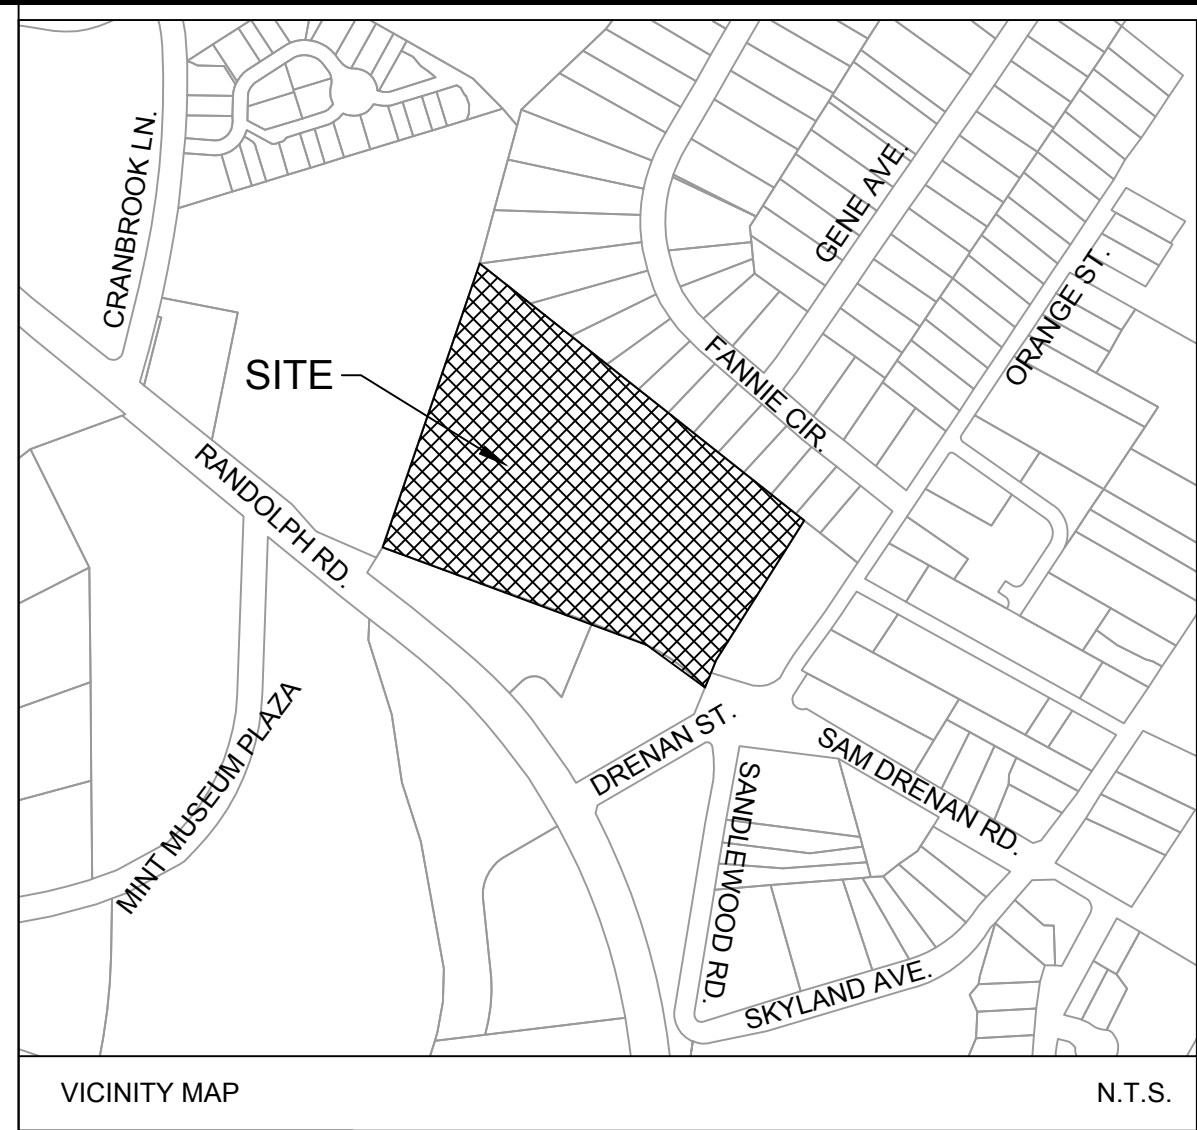 CRANBROOK LN.
GENE AVE.
ORANGE ST.
SITE
FANNIE CIR.
RANDOLPH RD.
MINT MUSEUM PLAZA
DRENAN ST.
SAM DRENAN RD.
SANDLEWOOD RD.
SKYLAND AVE.
VICINITY MAP
N.T.S.